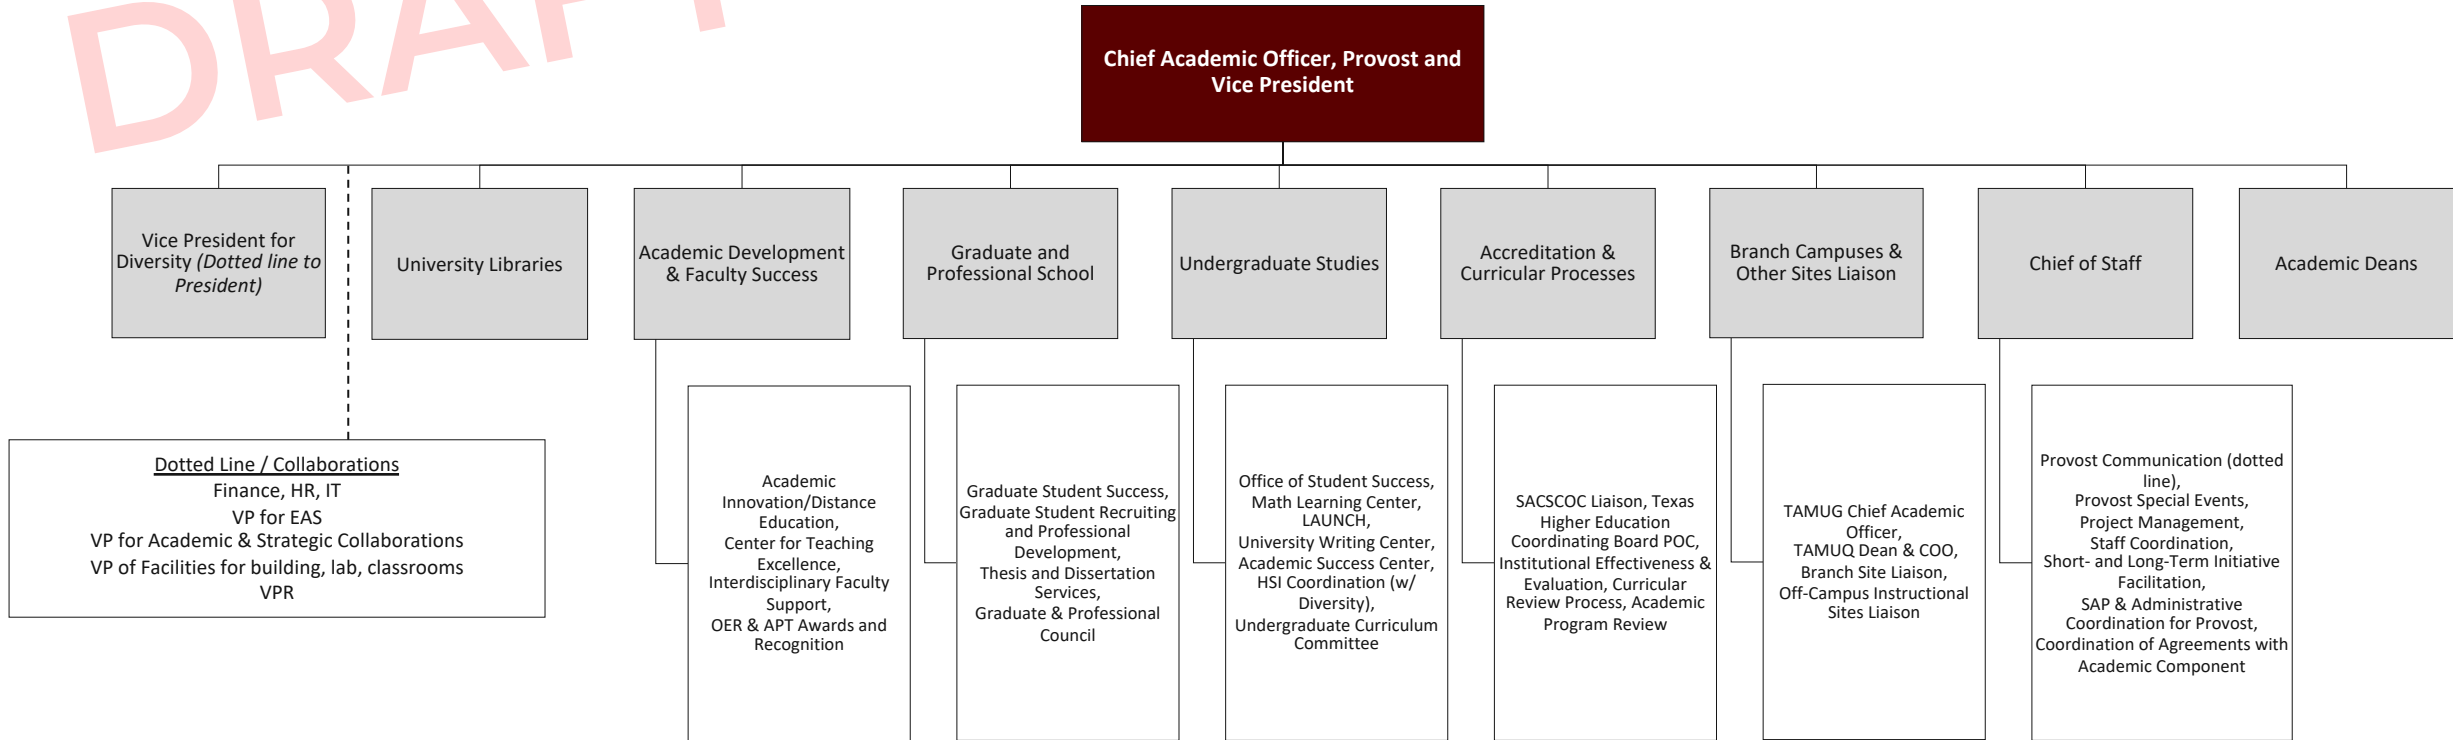 DRAFT
Chief Academic Officer, Provost and
Vice President
Vice President for
Diversity (Dotted line to
President)
University Libraries
Academic Development
& Faculty Success
Graduate and
Professional School
Undergraduate Studies
Accreditation &
Curricular Processes
Branch Campuses &
Other Sites Liaison
Chief of Staff
Academic Deans
Dotted Line / Collaborations
Finance, HR, IT
VP for EAS
VP for Academic & Strategic Collaborations
VP of Facilities for building, lab, classrooms
VPR
Academic
Innovation/Distance
Education,
Center for Teaching
Excellence,
Interdisciplinary Faculty
Support,
OER & APT Awards and
Recognition
Graduate Student Success,
Graduate Student Recruiting
and Professional
Development,
Thesis and Dissertation
Services,
Graduate & Professional
Council
Office of Student Success,
Math Learning Center,
LAUNCH,
University Writing Center,
Academic Success Center,
HSI Coordination (w/
Diversity),
Undergraduate Curriculum
Committee
SACSCOC Liaison, Texas
Higher Education
Coordinating Board POC,
Institutional Effectiveness &
Evaluation, Curricular
Review Process, Academic
Program Review
TAMUG Chief Academic
Officer,
TAMUQ Dean & COO,
Branch Site Liaison,
Off-Campus Instructional
Sites Liaison
Provost Communication (dotted
line),
Provost Special Events,
Project Management,
Staff Coordination,
Short- and Long-Term Initiative
Facilitation,
SAP & Administrative
Coordination for Provost,
Coordination of Agreements with
Academic Component